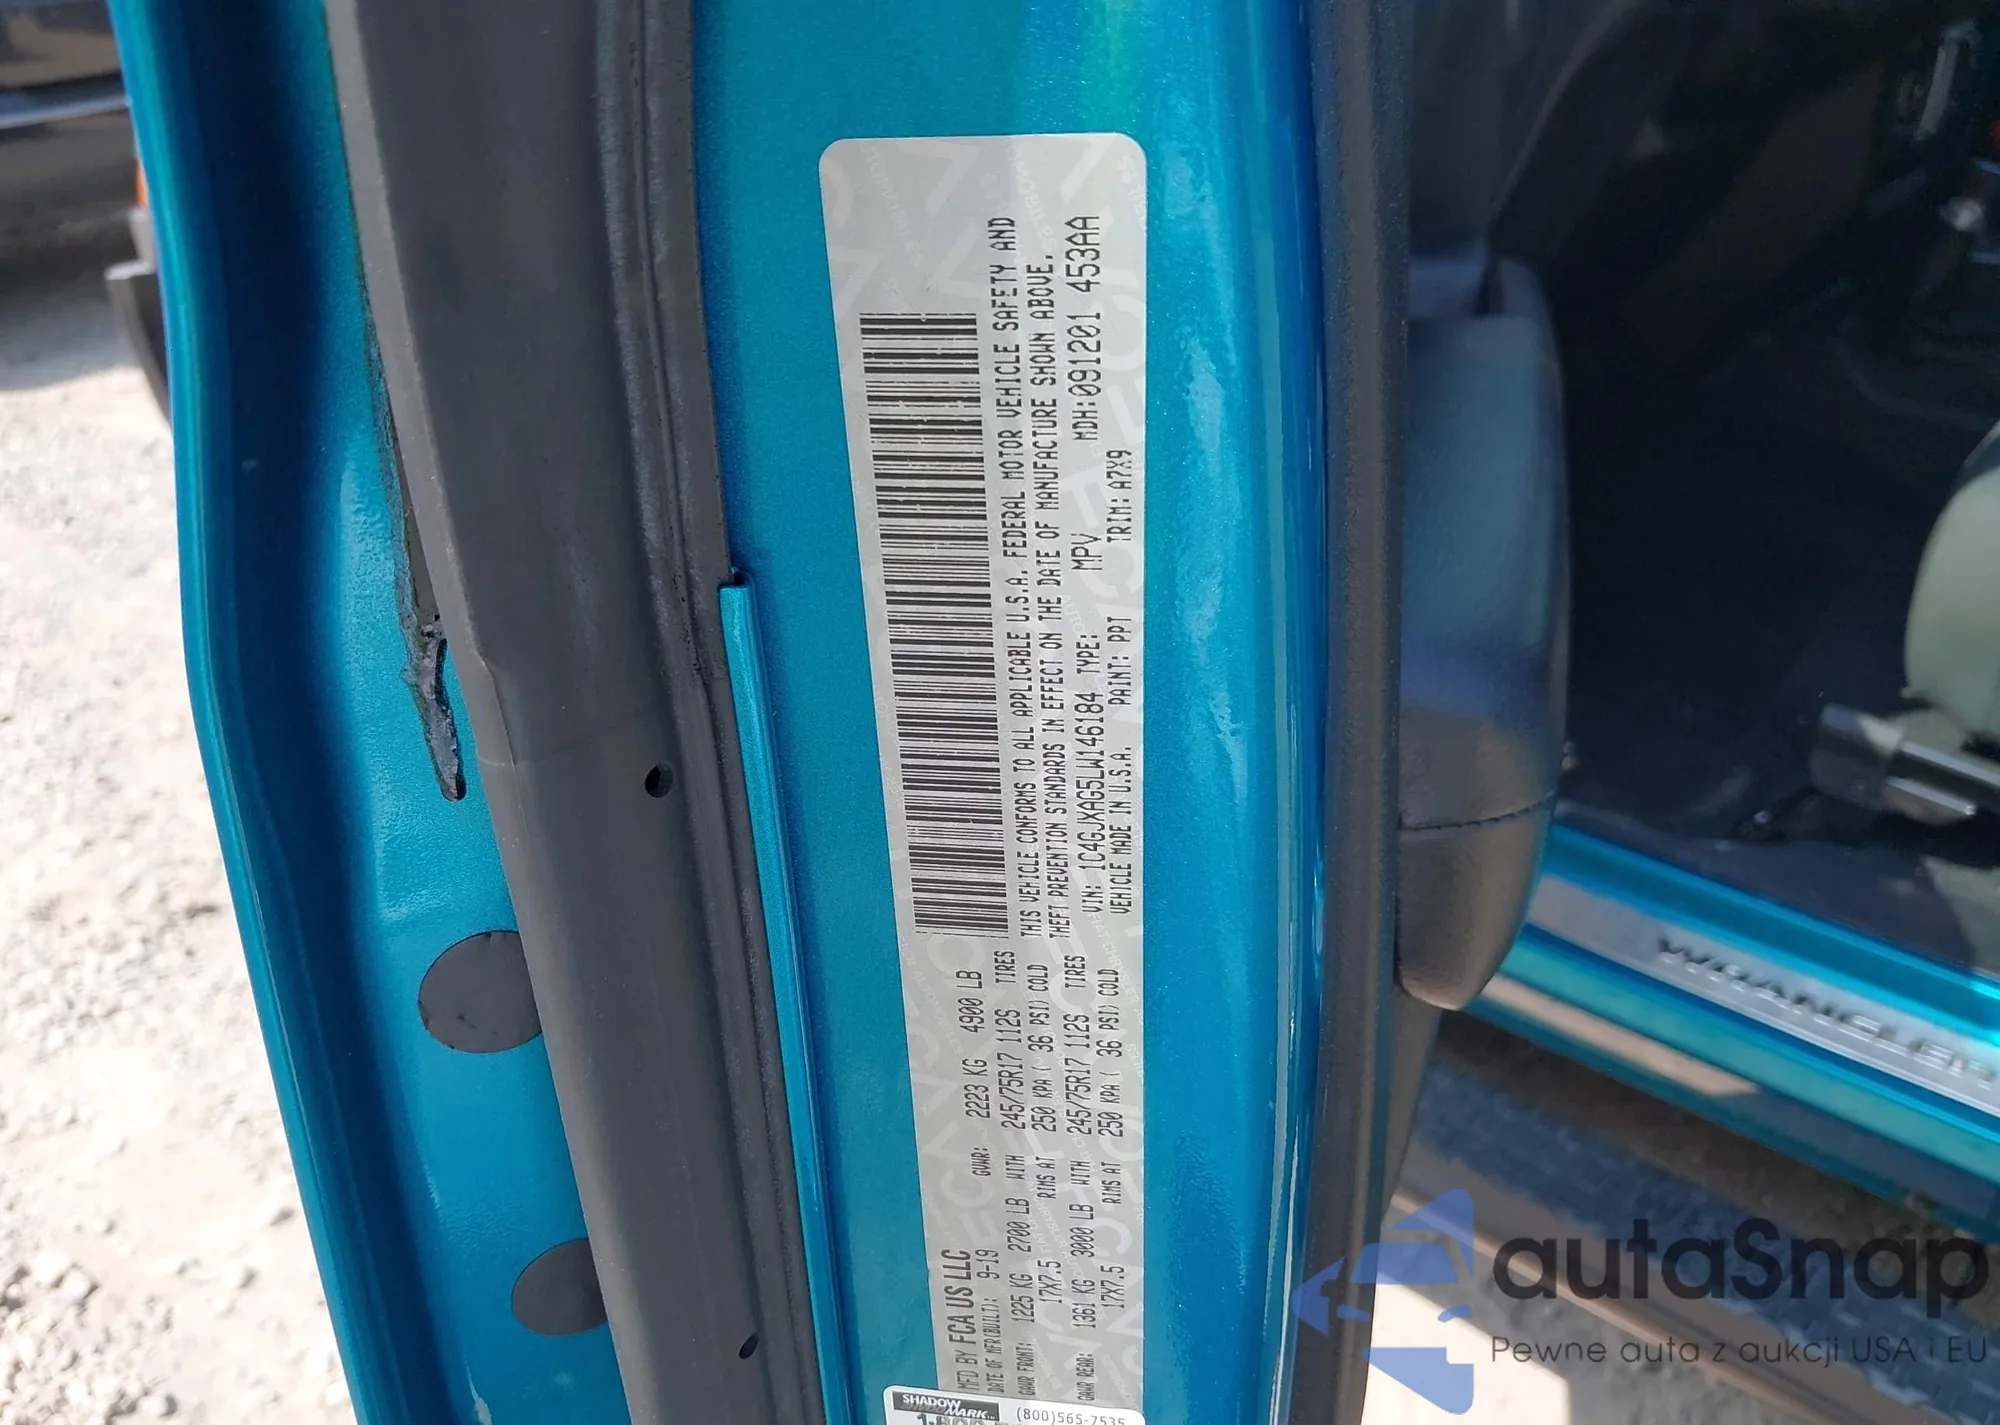 MFD BY FCA US LLC
DATE OF MFR(BUILT): 9-19 GVWR: 2223 KG 4900 LB
GAWR FRONT: 1225 KG 2700 LB WITH 245/75R17 112S TIRES
17X7.5 RIMS AT 250 KPA ( 36 PSI) COLD
GAWR REAR: 1361 KG 3000 LB WITH 245/75R17 112S TIRES
17X7.5 RIMS AT 250 KPA ( 36 PSI) COLD
THIS VEHICLE CONFORMS TO ALL APPLICABLE U.S.A. FEDERAL MOTOR VEHICLE SAFETY AND
THEFT PREVENTION STANDARDS IN EFFECT ON THE DATE OF MANUFACTURE SHOWN ABOVE.
VIN: 1C4GJXAG5LW146184 TYPE: MPV MDH:091201 453AA
VEHICLE MADE IN U.S.A. PAINT: PPT TRIM: A7X9
SHADOW
MARK
(800)565-7535
WRANGLER
autaSnap
Pewne auta z aukcji USA i EU